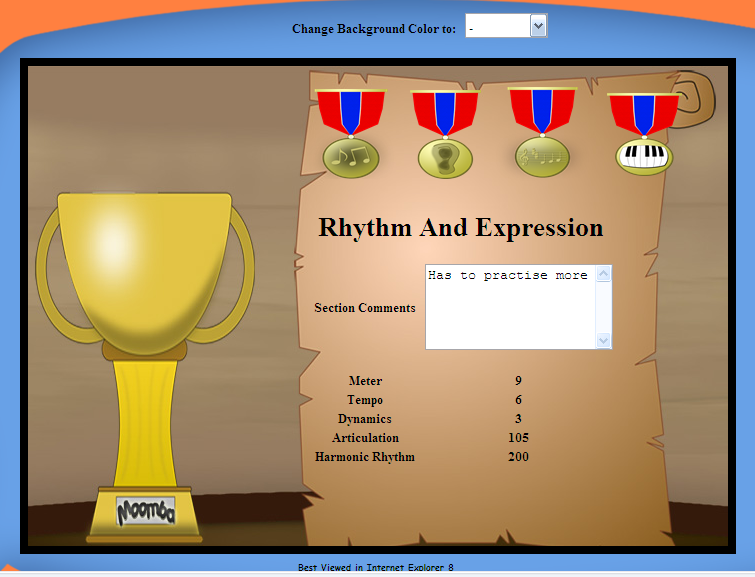 Change Background Color to: -
Rhythm And Expression
Has to practise more
Section Comments
Meter 9
Tempo 6
Dynamics 3
Articulation 105
Harmonic Rhythm 200
Moomba
Best Viewed in Internet Explorer 8